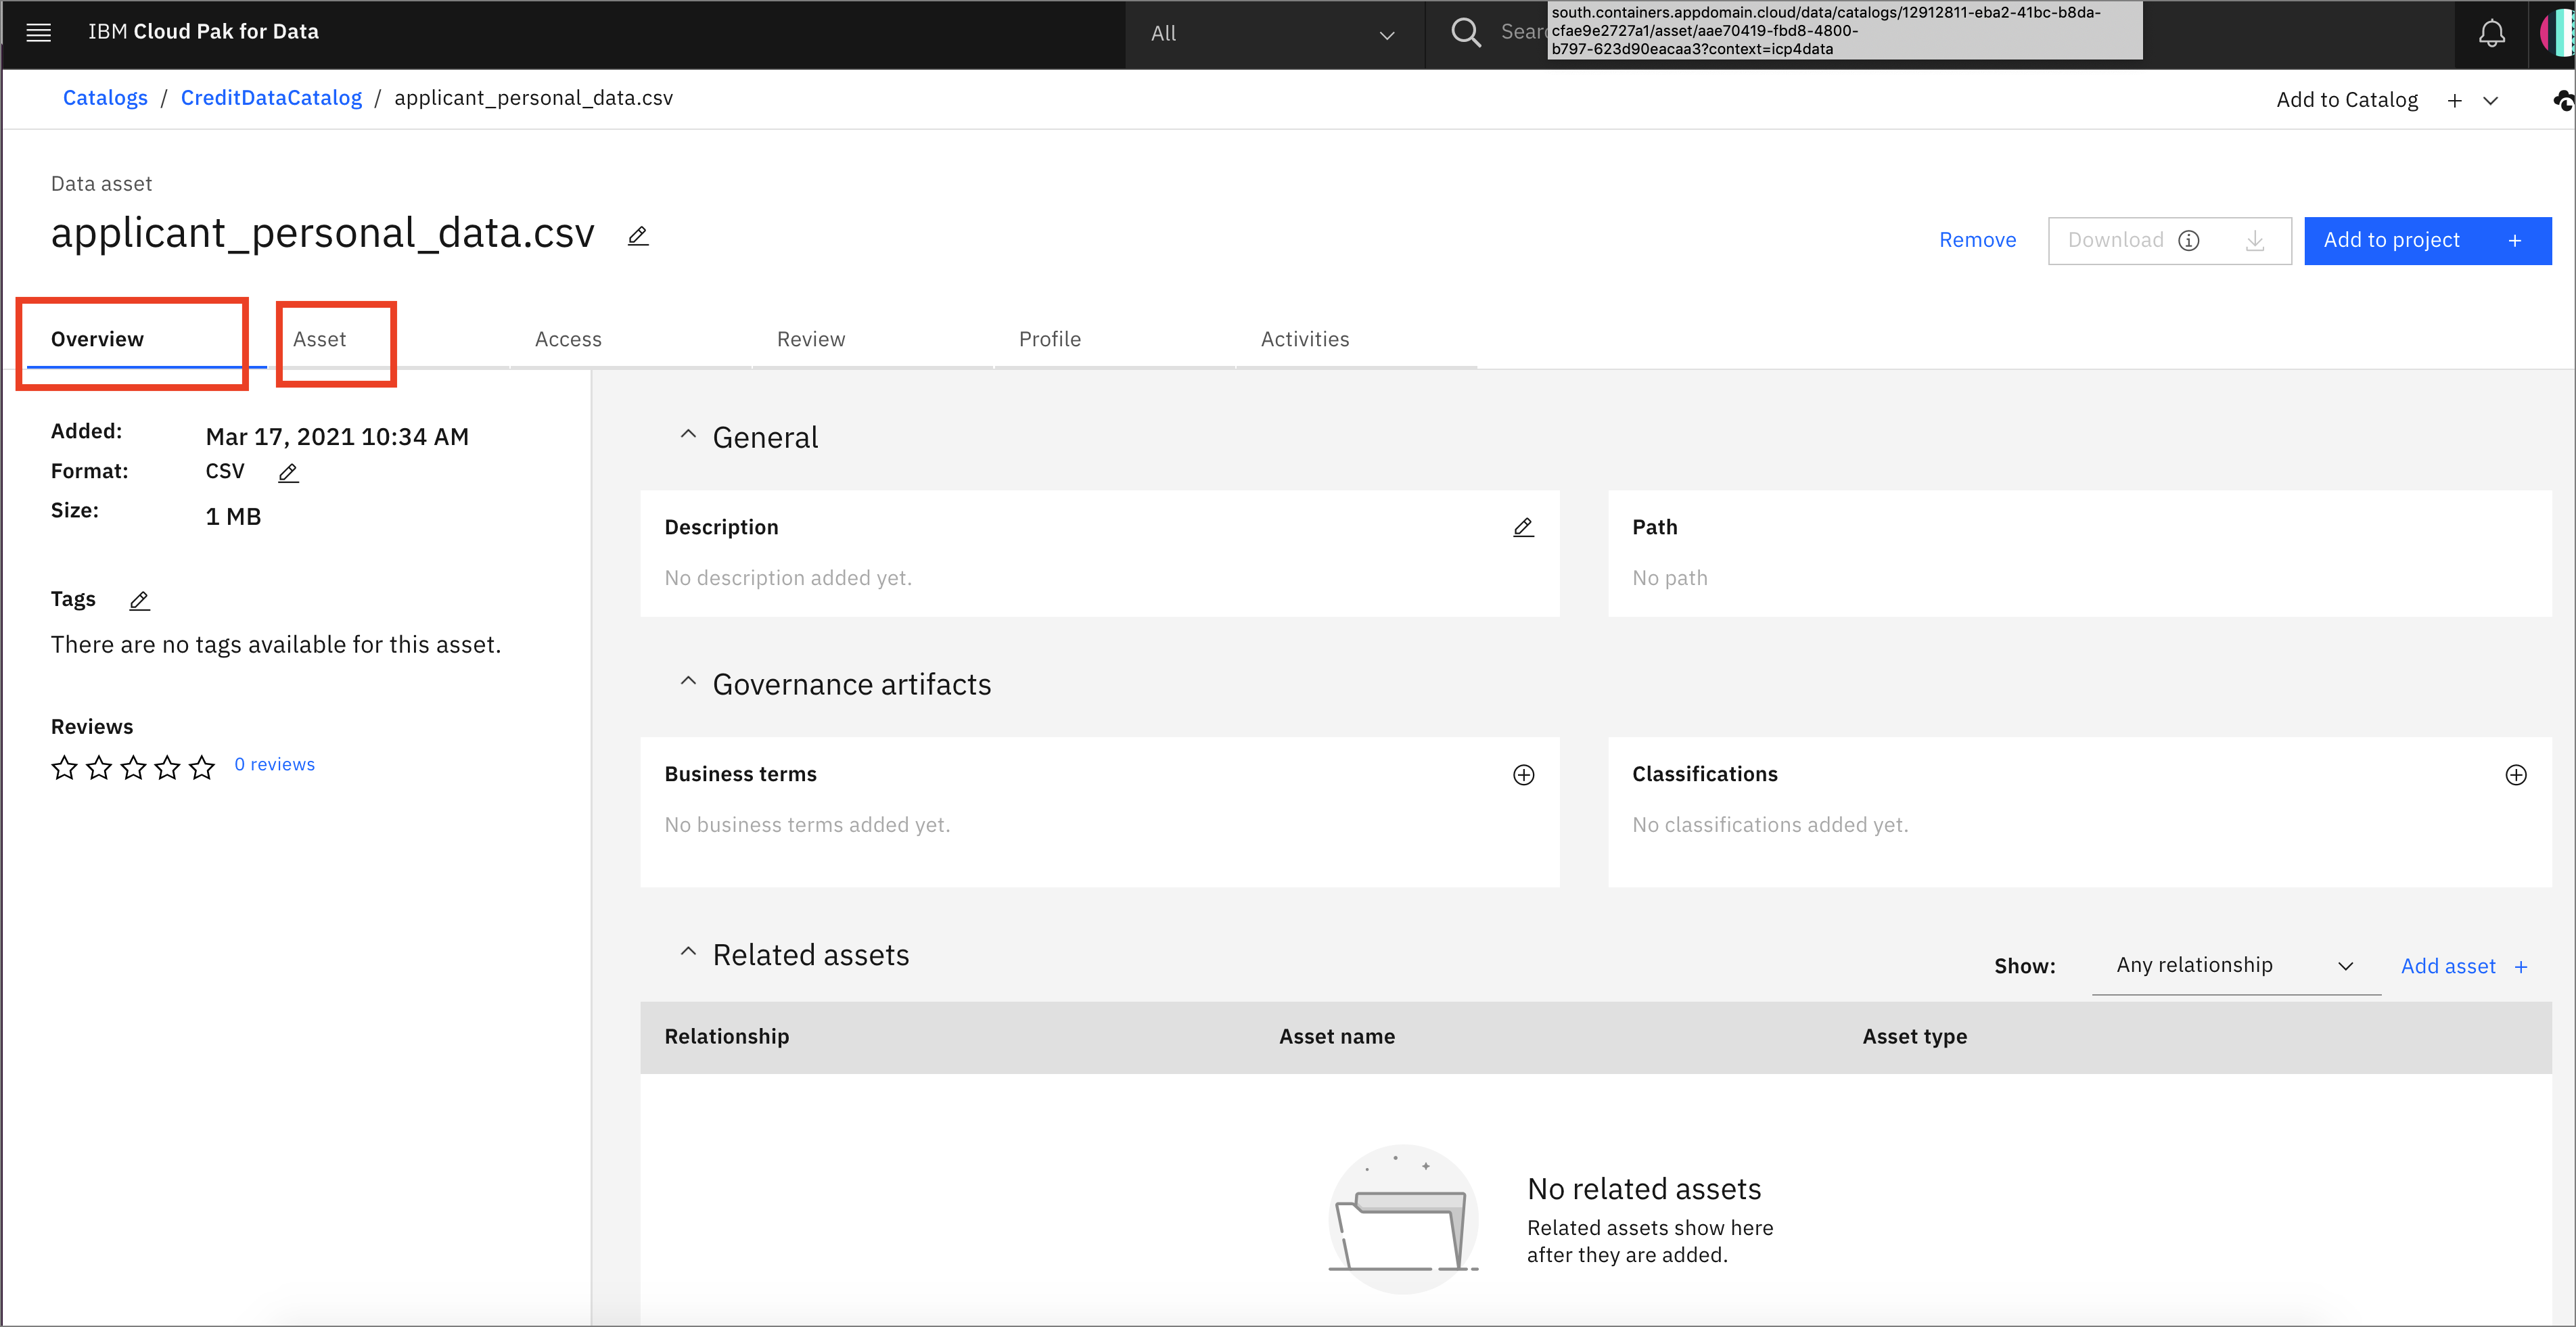 IBM Cloud Pak for Data
All
Sear
south.containers.appdomain.cloud/data/catalogs/12912811-eba2-41bc-b8da-
cfae9e2727a1/asset/aae70419-fbd8-4800-
b797-623d90eacaa3?context=icp4data
Catalogs / CreditDataCatalog / applicant_personal_data.csv
Add to Catalog +
Data asset
applicant_personal_data.csv
Remove
Download
Add to project +
Overview
Asset
Access
Review
Profile
Activities
Added: Mar 17, 2021 10:34 AM
Format: CSV
Size: 1 MB
Tags
There are no tags available for this asset.
Reviews
0 reviews
General
Description
No description added yet.
Path
No path
Governance artifacts
Business terms
No business terms added yet.
Classifications
No classifications added yet.
Related assets
Show: Any relationship
Add asset +
Relationship
Asset name
Asset type
No related assets
Related assets show here
after they are added.